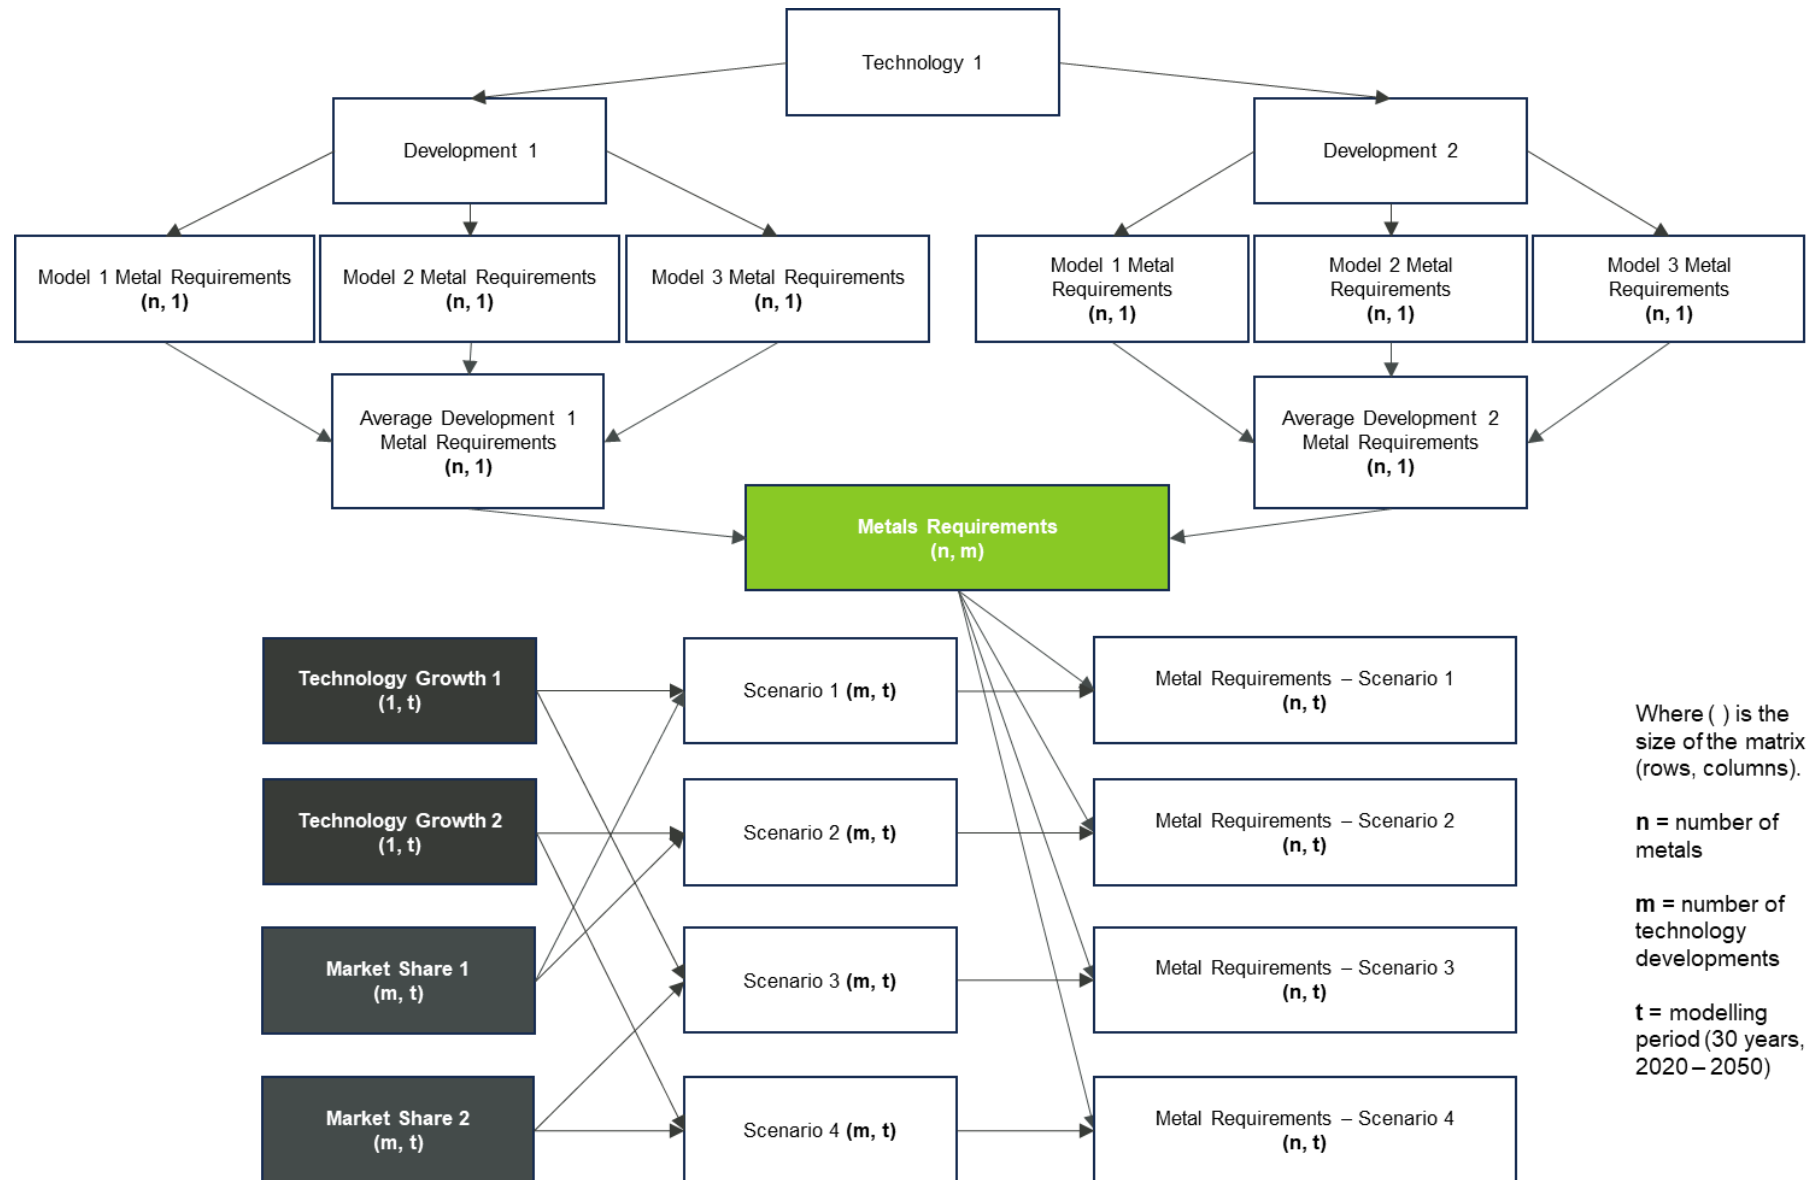 Technology 1
Development 1
Development 2
Model 1 Metal Requirements
(n, 1)
Model 2 Metal Requirements
(n, 1)
Model 3 Metal Requirements
(n, 1)
Model 1 Metal
Requirements
(n, 1)
Model 2 Metal
Requirements
(n, 1)
Model 3 Metal
Requirements
(n, 1)
Average Development 1
Metal Requirements
(n, 1)
Average Development 2
Metal Requirements
(n, 1)
Metals Requirements
(n, m)
Technology Growth 1
(1, t)
Scenario 1 (m, t)
Metal Requirements – Scenario 1
(n, t)
Technology Growth 2
(1, t)
Scenario 2 (m, t)
Metal Requirements – Scenario 2
(n, t)
Market Share 1
(m, t)
Scenario 3 (m, t)
Metal Requirements – Scenario 3
(n, t)
Market Share 2
(m, t)
Scenario 4 (m, t)
Metal Requirements – Scenario 4
(n, t)
Where ( ) is the
size of the matrix
(rows, columns).
n = number of
metals
m = number of
technology
developments
t = modelling
period (30 years,
2020 – 2050)